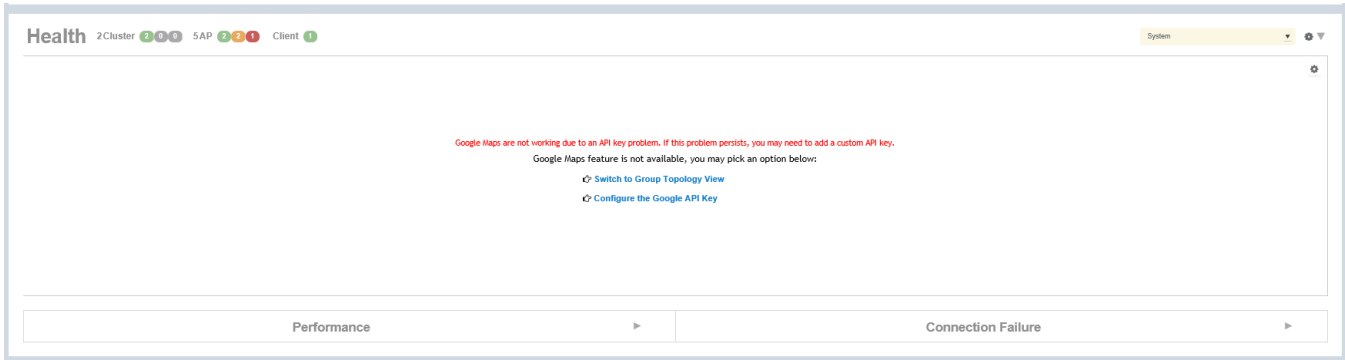 Health 2Cluster 2 0 0 5AP 2 2 1 Client 1 System
Google Maps are not working due to an API key problem. If this problem persists, you may need to add a custom API key.
Google Maps feature is not available, you may pick an option below:
Switch to Group Topology View
Configure the Google API Key
Performance Connection Failure